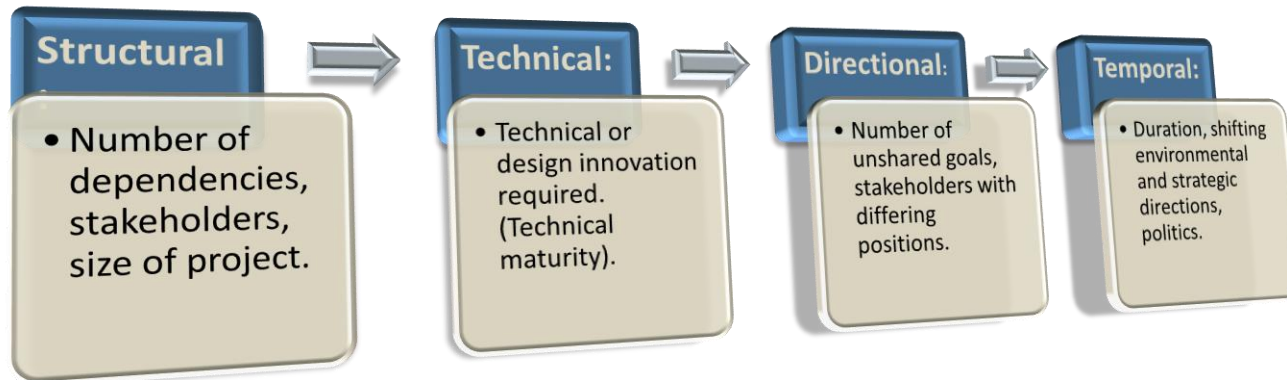 Structural
:
• Number of
dependencies,
stakeholders,
size of project.
Technical:
• Technical or
design innovation
required.
(Technical
maturity).
Directional:
• Number of
unshared goals,
stakeholders with
differing
positions.
Temporal:
• Duration, shifting
environmental
and strategic
directions,
politics.